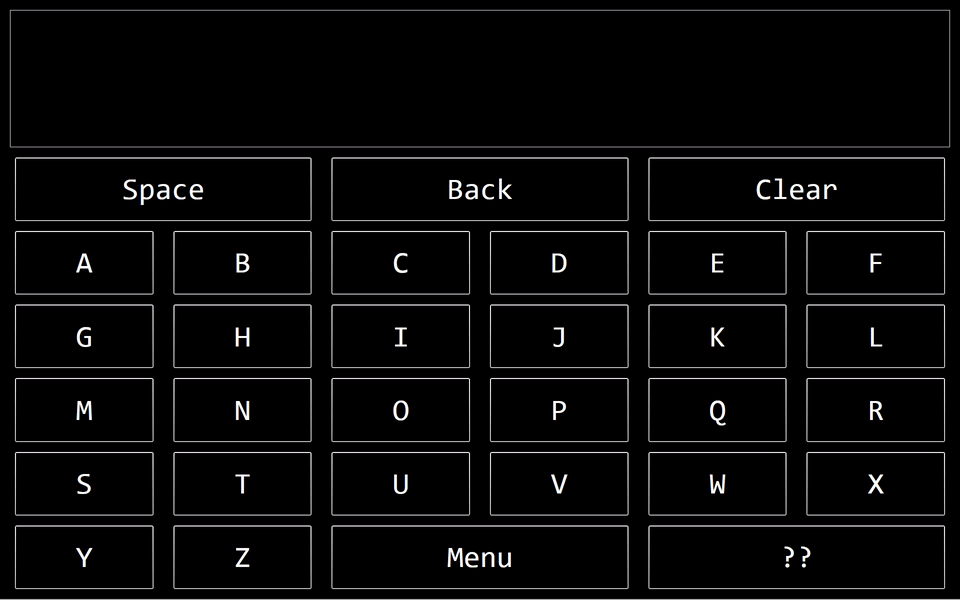 Space Back Clear
A B C D E F
G H I J K L
M N O P Q R
S T U V W X
Y Z Menu ??